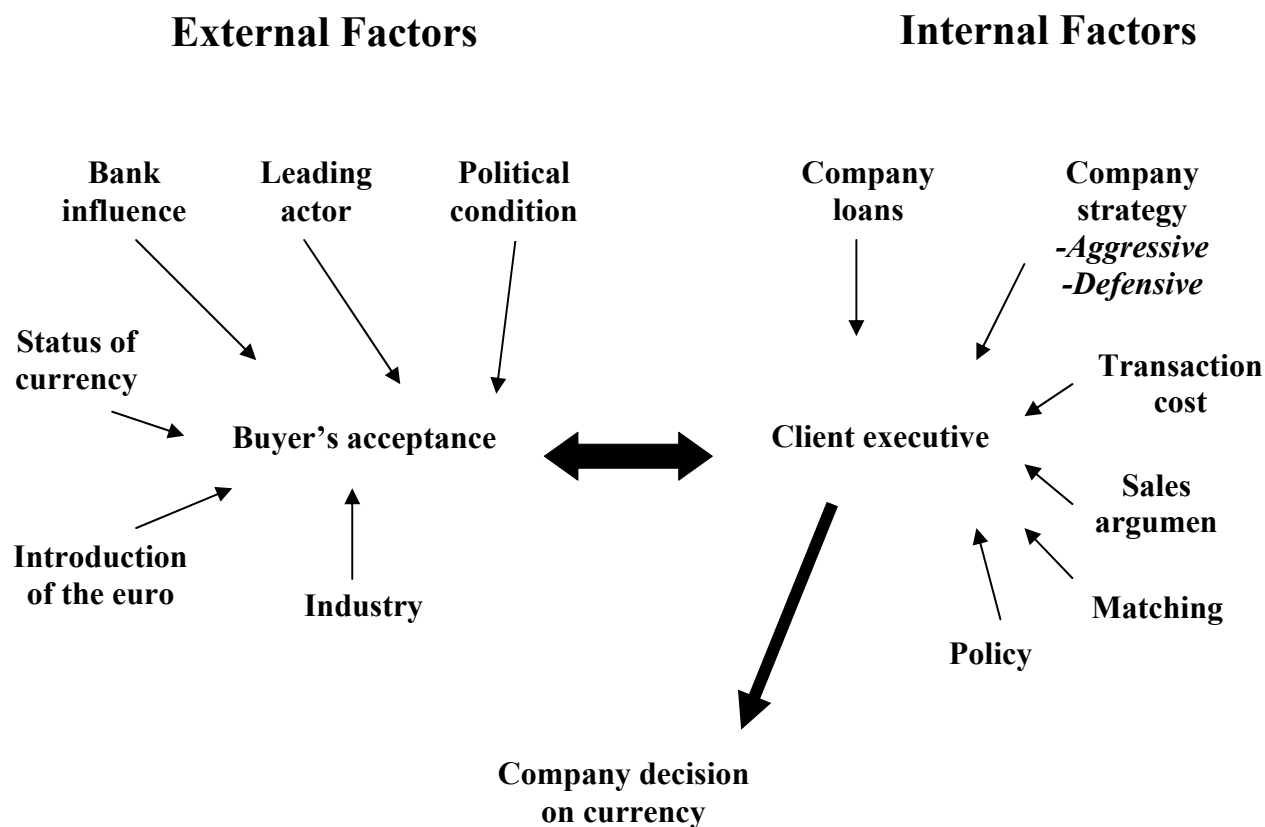 External Factors
Internal Factors
Bank
influence
Leading
actor
Political
condition
Company
loans
Company
strategy
-Aggressive
-Defensive
Status of
currency
Transaction
cost
Buyer’s acceptance
Client executive
Sales
argumen
Introduction
of the euro
Industry
Matching
Policy
Company decision
on currency